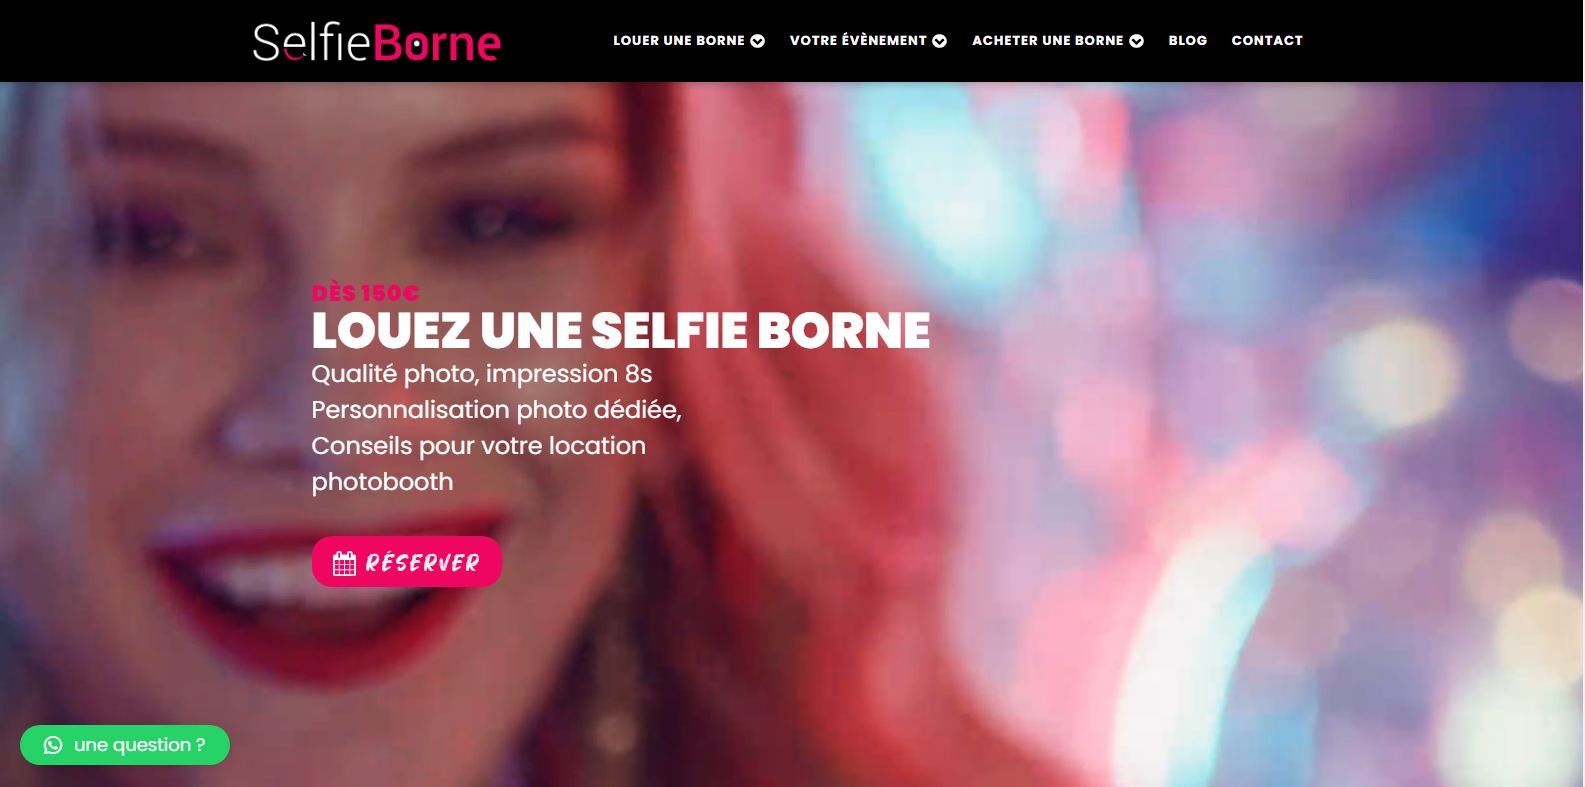 SelfieBorne
LOUER UNE BORNE
VOTRE ÉVÈNEMENT
ACHETER UNE BORNE
BLOG
CONTACT
DÈS 150€
LOUEZ UNE SELFIE BORNE
Qualité photo, impression 8s
Personnalisation photo dédiée,
Conseils pour votre location
photobooth
RÉSERVER
une question ?